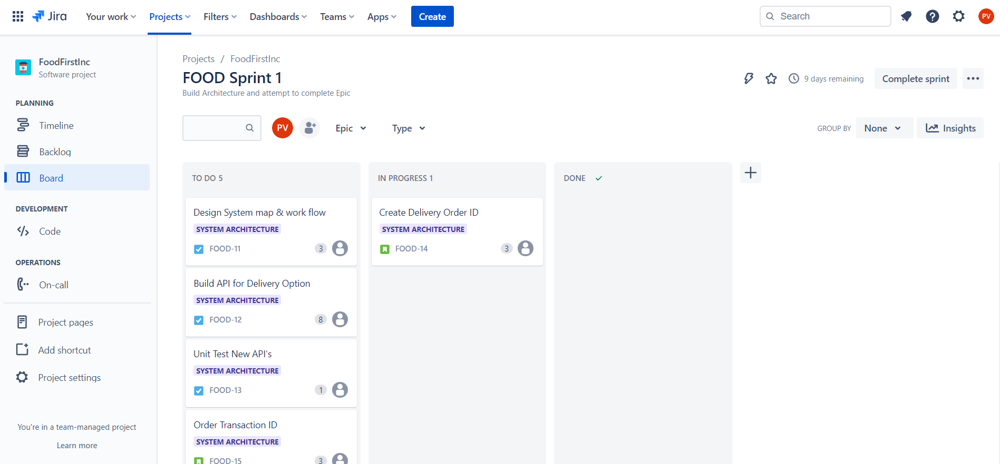 Jira
Your work
Projects
Filters
Dashboards
Teams
Apps
Create
Search
PV
FoodFirstInc
Software project
PLANNING
Timeline
Backlog
Board
DEVELOPMENT
Code
OPERATIONS
On-call
Project pages
Add shortcut
Project settings
You're in a team-managed project
Learn more
Projects / FoodFirstInc
FOOD Sprint 1
Build Architecture and attempt to complete Epic
9 days remaining
Complete sprint
PV
Epic
Type
GROUP BY
None
Insights
TO DO 5
Design System map & work flow
SYSTEM ARCHITECTURE
FOOD-11
3
Build API for Delivery Option
SYSTEM ARCHITECTURE
FOOD-12
8
Unit Test New API's
SYSTEM ARCHITECTURE
FOOD-13
1
Order Transaction ID
SYSTEM ARCHITECTURE
FOOD-15
3
IN PROGRESS 1
Create Delivery Order ID
SYSTEM ARCHITECTURE
FOOD-14
3
DONE